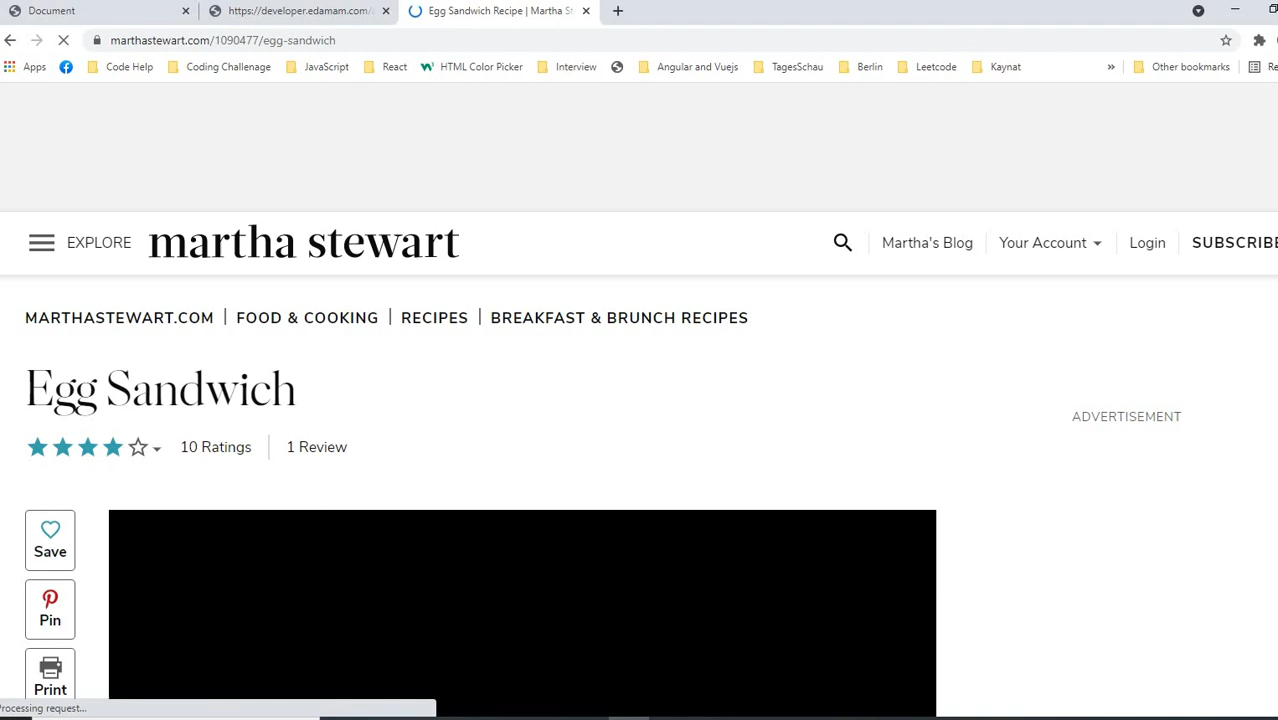 Document
https://developer.edamam.com/
Egg Sandwich Recipe | Martha St
marthastewart.com/1090477/egg-sandwich
Apps
Code Help
Coding Challenage
JavaScript
React
HTML Color Picker
Interview
Angular and Vuejs
TagesSchau
Berlin
Leetcode
Kaynat
»
Other bookmarks
Re
EXPLORE
martha stewart
Martha's Blog
Your Account
Login
SUBSCRIBE
MARTHASTEWART.COM | FOOD & COOKING | RECIPES | BREAKFAST & BRUNCH RECIPES
Egg Sandwich
ADVERTISEMENT
10 Ratings
1 Review
Save
Pin
Print
Processing request...